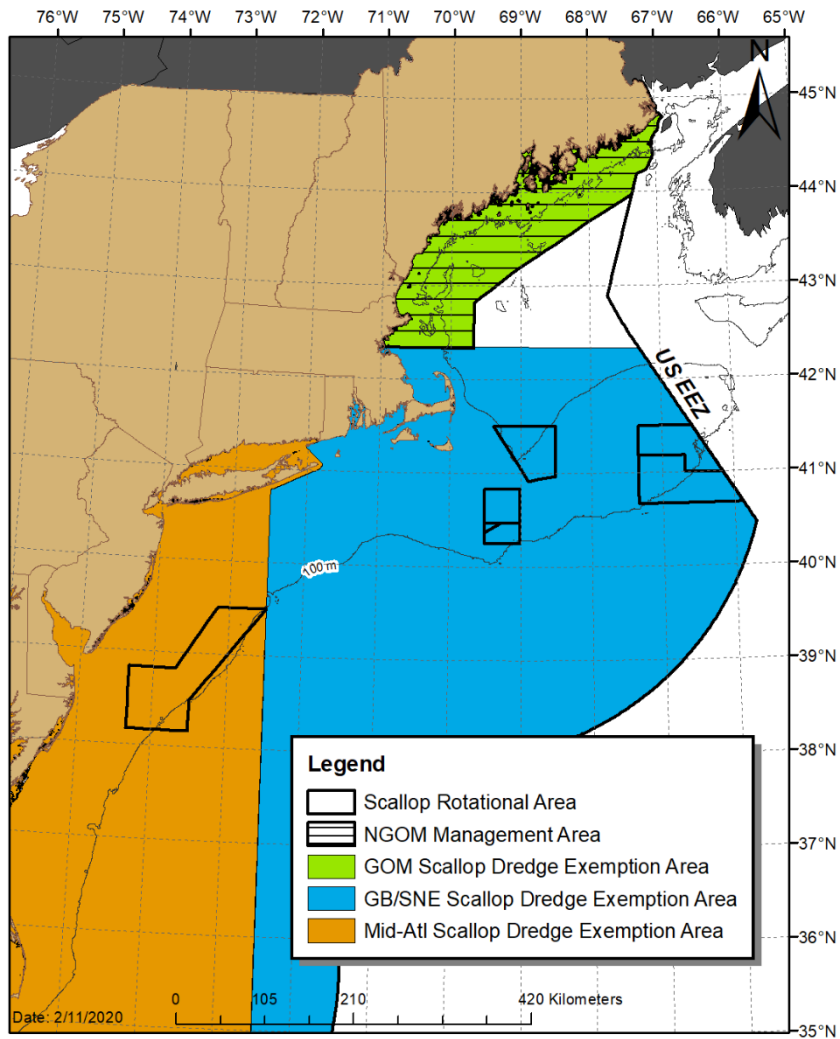 76°W 75°W 74°W 73°W 72°W 71°W 70°W 69°W 68°W 67°W 66°W 65°W
N
45°N
44°N
43°N
42°N
US EEZ
41°N
40°N
100 m
39°N
38°N
Legend
Scallop Rotational Area
NGOM Management Area
GOM Scallop Dredge Exemption Area
37°N
GB/SNE Scallop Dredge Exemption Area
Mid-Atl Scallop Dredge Exemption Area
36°N
0 105 210 420 Kilometers
Date: 2/11/2020
35°N